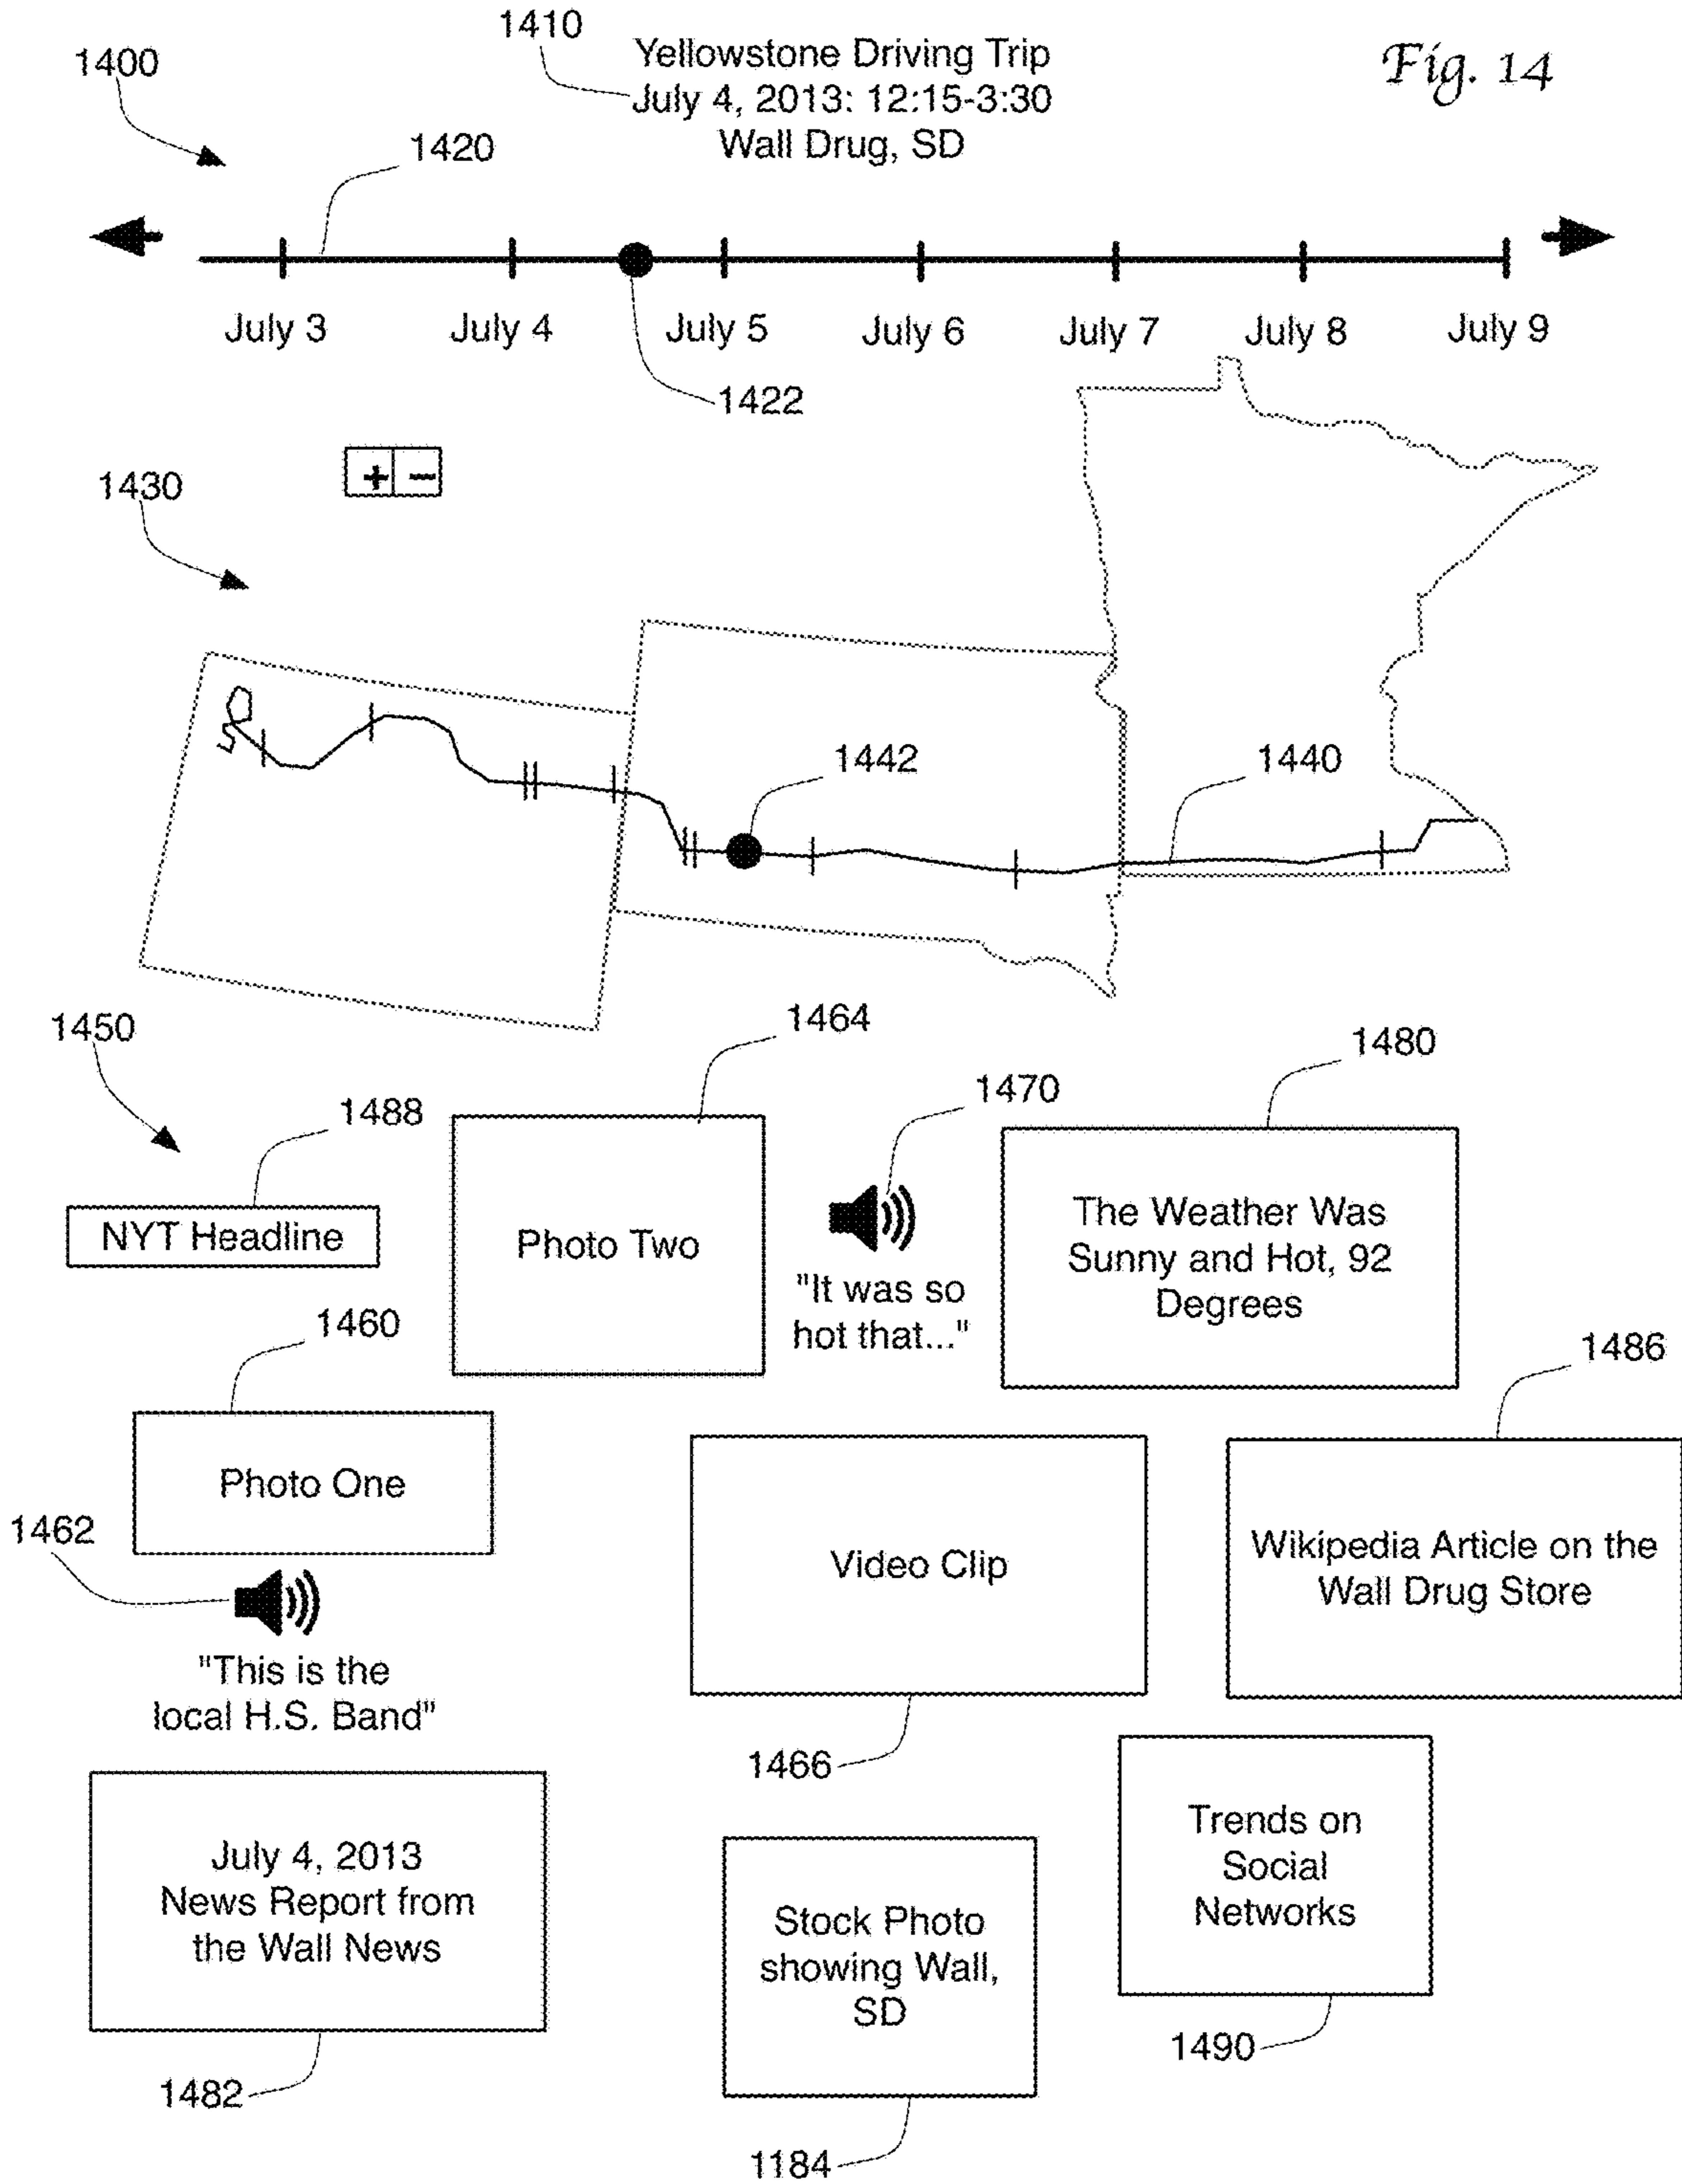 1410
Yellowstone Driving Trip
July 4, 2013: 12:15-3:30
Wall Drug, SD
Fig. 14
1400
1420
July 3
July 4
July 5
July 6
July 7
July 8
July 9
1422
+ −
1430
1442
1440
1450
1464
1480
1470
1488
NYT Headline
Photo Two
"It was so
hot that..."
The Weather Was
Sunny and Hot, 92
Degrees
1460
1486
Photo One
1462
"This is the
local H.S. Band"
Video Clip
Wikipedia Article on the
Wall Drug Store
1466
July 4, 2013
News Report from
the Wall News
1482
Stock Photo
showing Wall,
SD
1184
Trends on
Social
Networks
1490